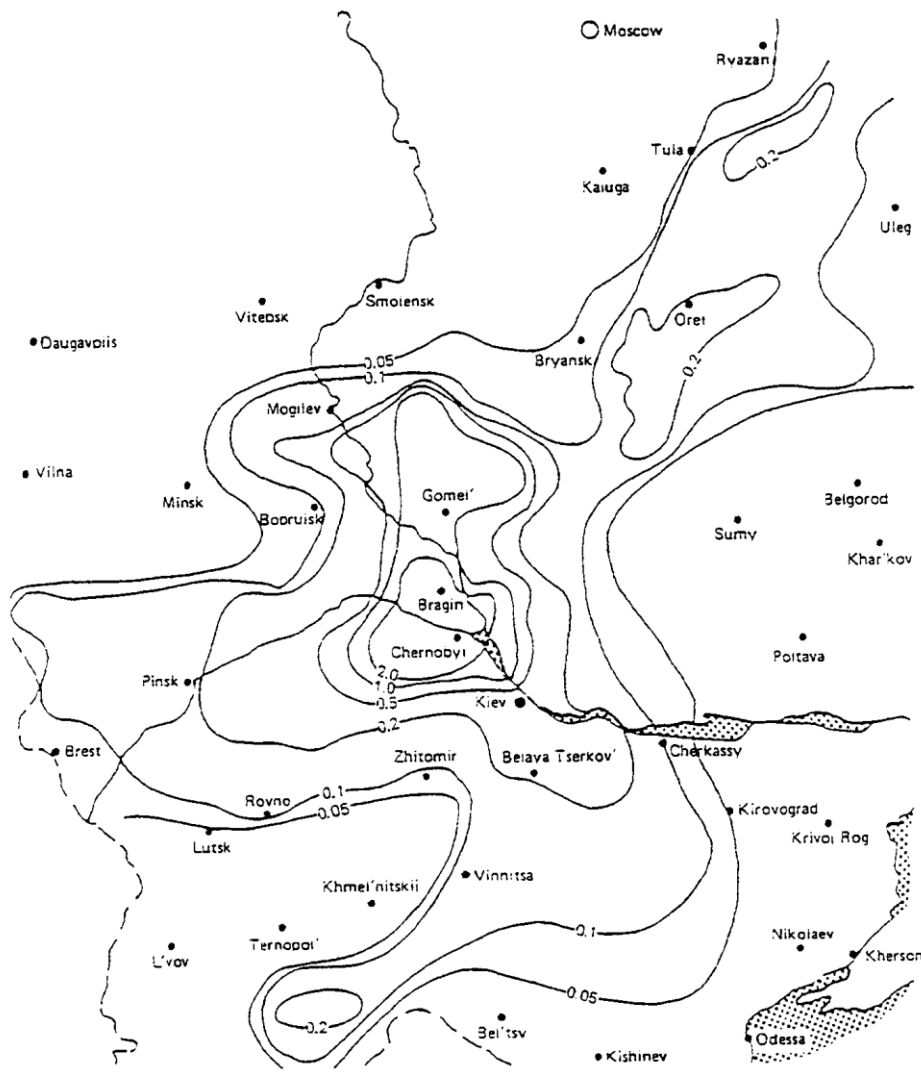 Moscow
Ryazan
Tula
0.2
Kaluga
Uleg
Smolensk
Vitebsk
Orel
Daugavpils
0.05
Bryansk
0.2
0.1
Mogilev
Vilna
Minsk
Bobruisk
Gomel'
Belgorod
Sumy
Khar'kov
Bragin
Chernobyl
Poltava
2.0
Pinsk
1.0
0.5
Kiev
0.2
Brest
Zhitomir
Belaya Tserkov'
Cherkassy
0.1
Rovno
0.05
Kirovograd
Lutsk
Krivoi Rog
Khmel'nitskii
Vinnitsa
0.1
Nikolaev
Ternopol'
L'vov
Kherson
0.05
0.2
Bel'tsy
Odessa
Kishinev